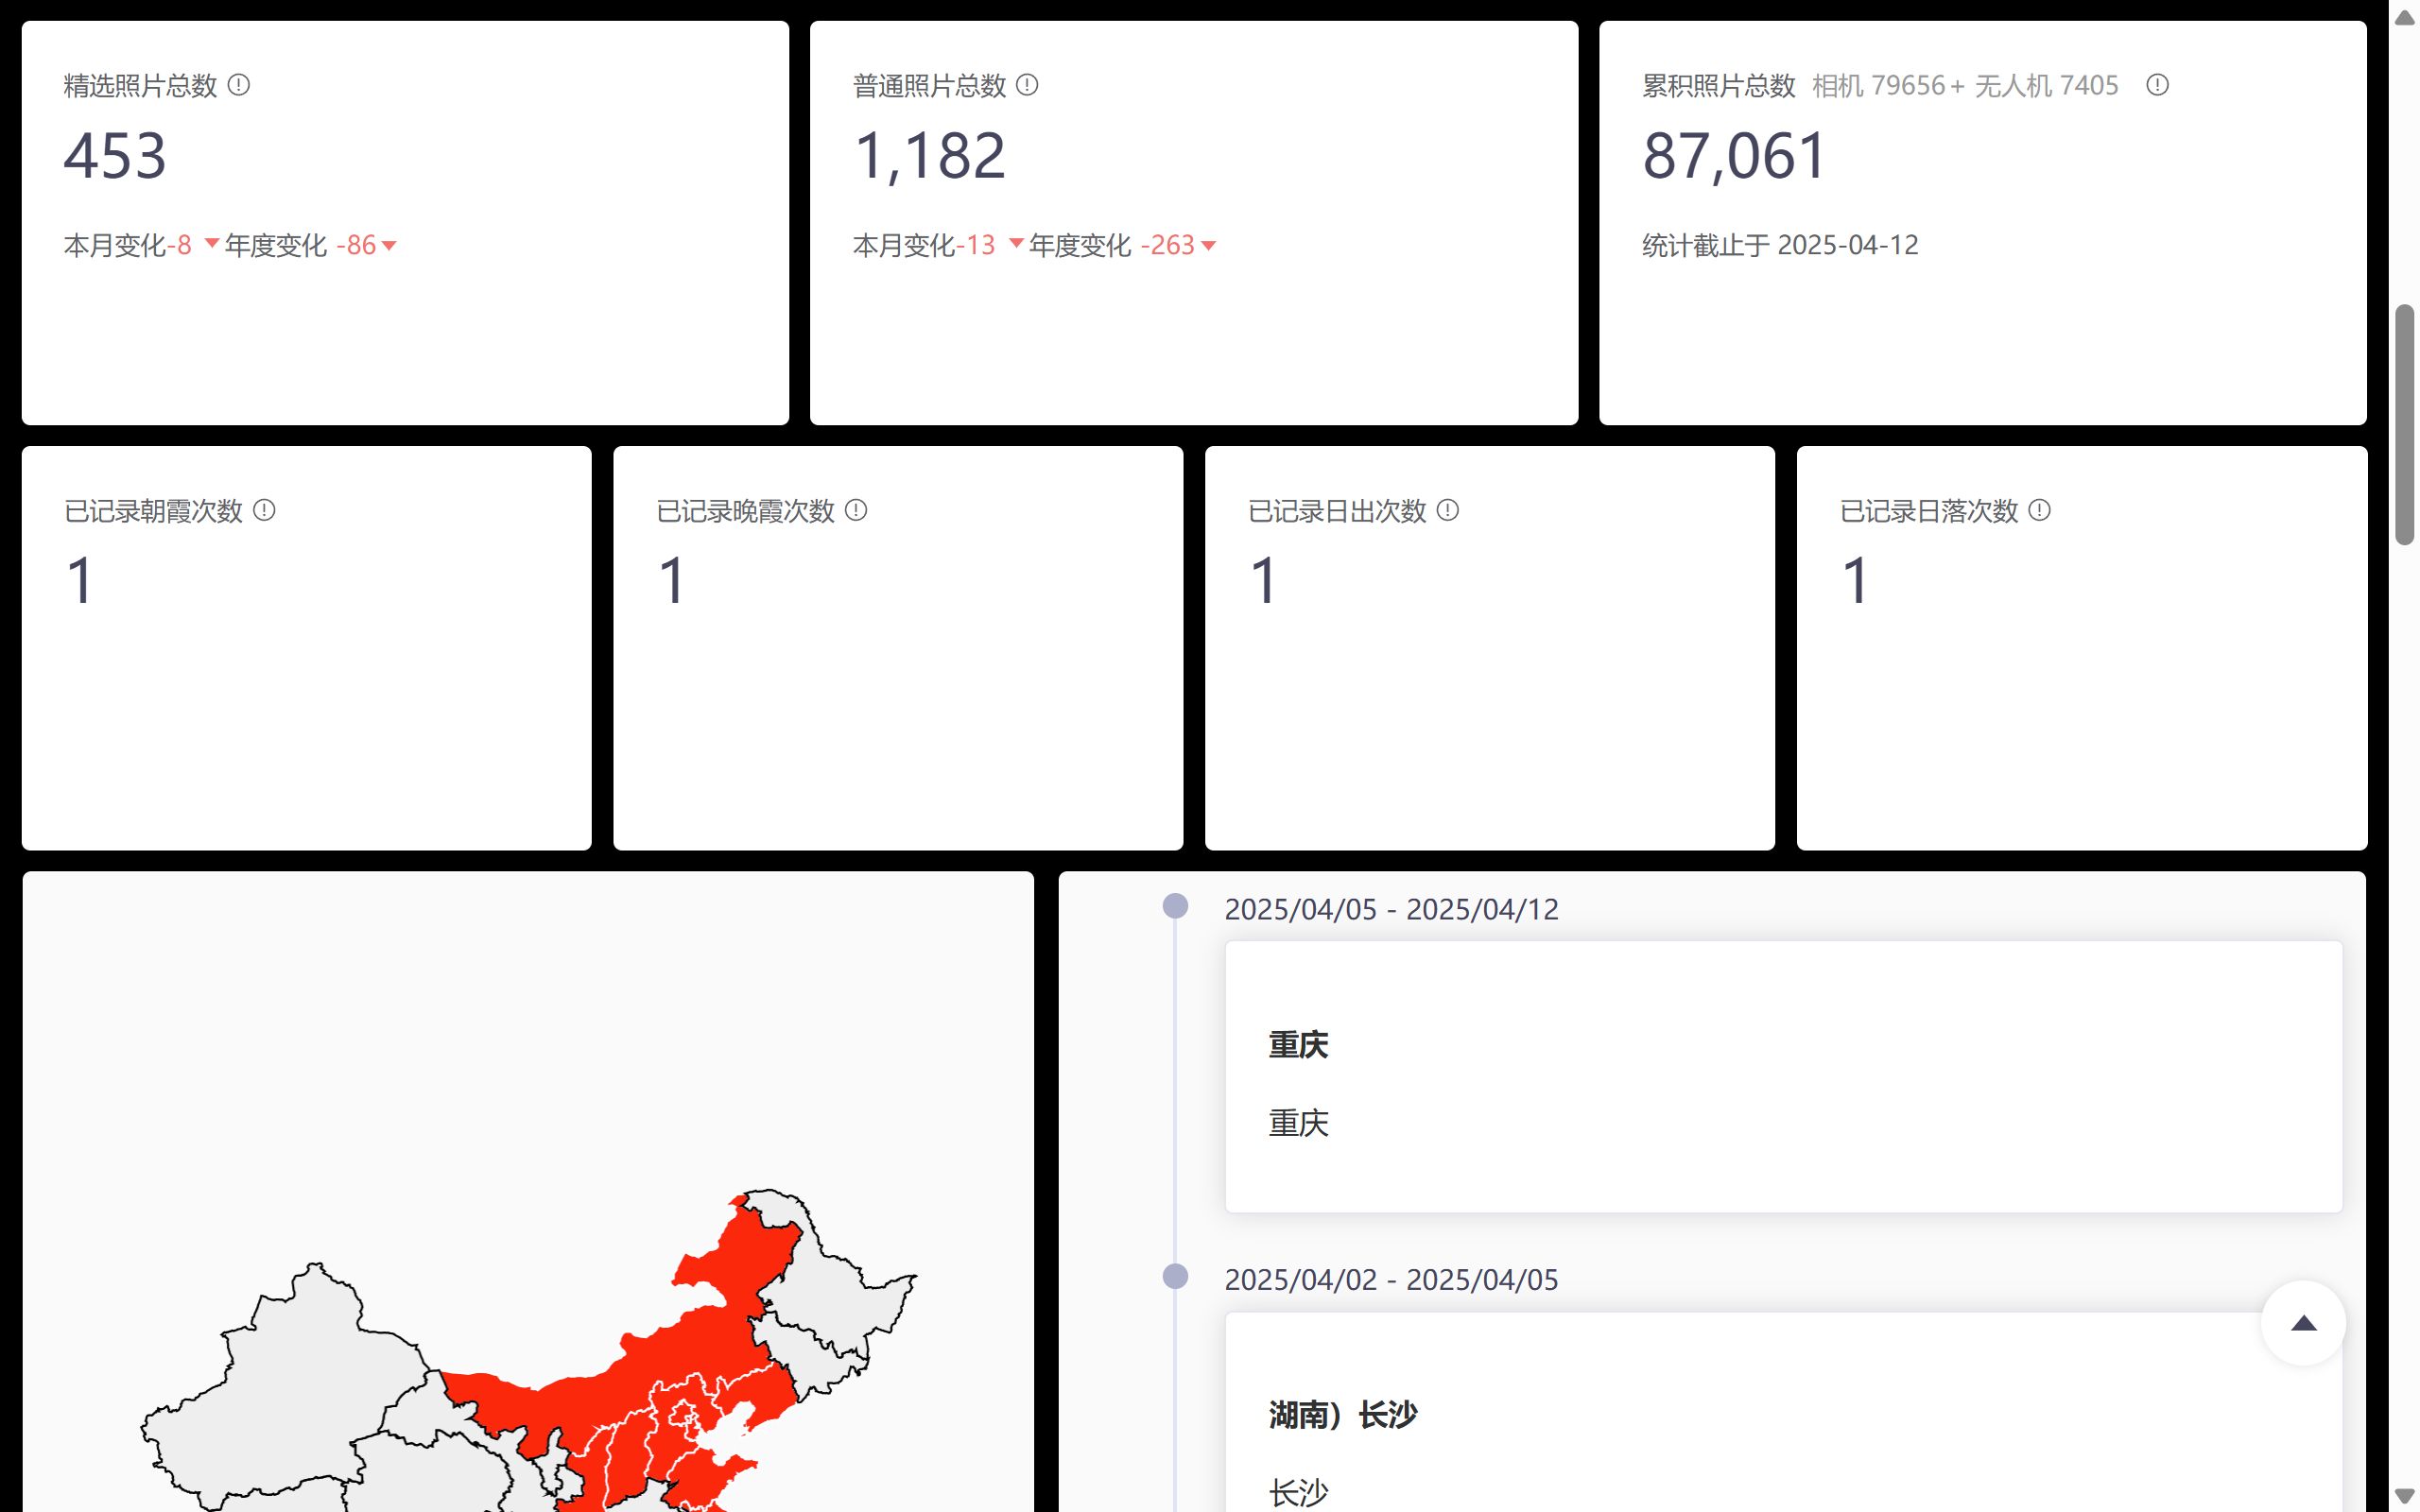 精选照片总数
453
本月变化-8 年度变化 -86
普通照片总数
1,182
本月变化-13 年度变化 -263
累积照片总数 相机 79656+ 无人机 7405
87,061
统计截止于 2025-04-12
已记录朝霞次数
1
已记录晚霞次数
1
已记录日出次数
1
已记录日落次数
1
2025/04/05 - 2025/04/12
重庆
重庆
2025/04/02 - 2025/04/05
湖南）长沙
长沙